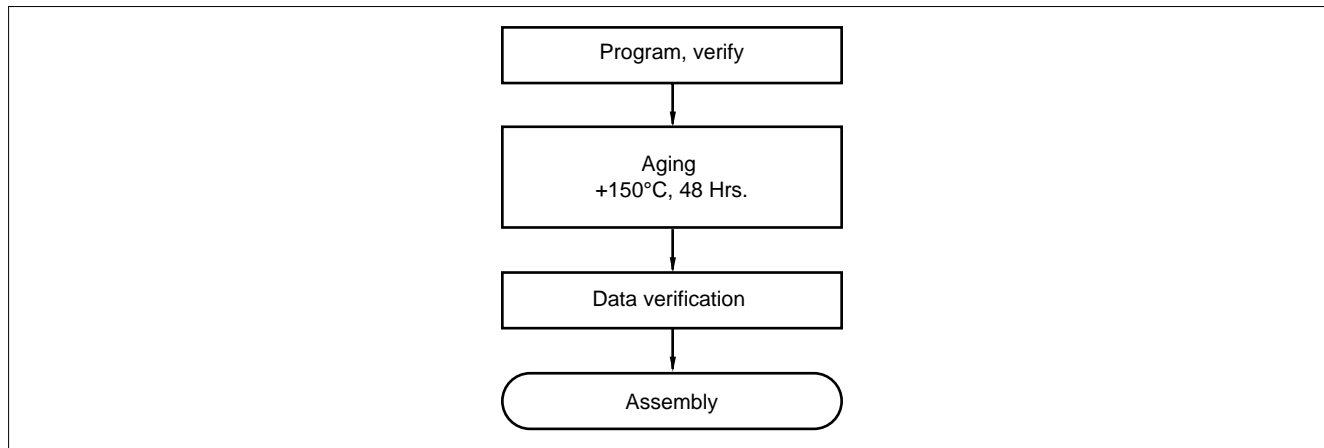 Program, verify
Aging
+150°C, 48 Hrs.
Data verification
Assembly